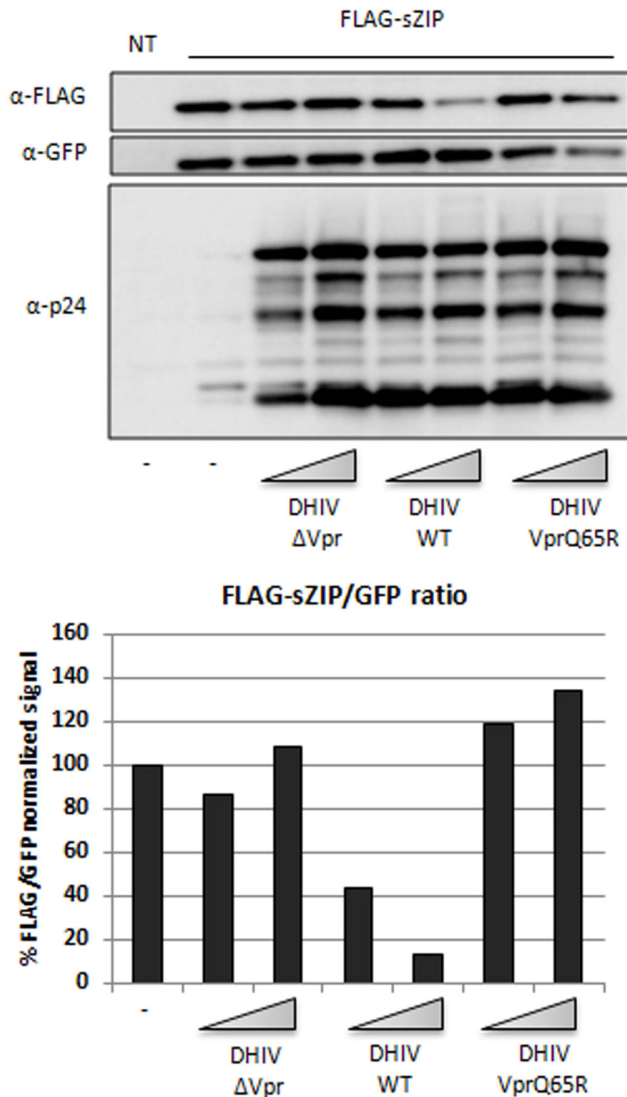 FLAG-sZIP
NT
α-FLAG
α-GFP
α-p24
- -
DHIV DHIV DHIV
ΔVpr WT VprQ65R
FLAG-sZIP/GFP ratio
% FLAG/GFP normalized signal
160
140
120
100
80
60
40
20
0
-
DHIV DHIV DHIV
ΔVpr WT VprQ65R